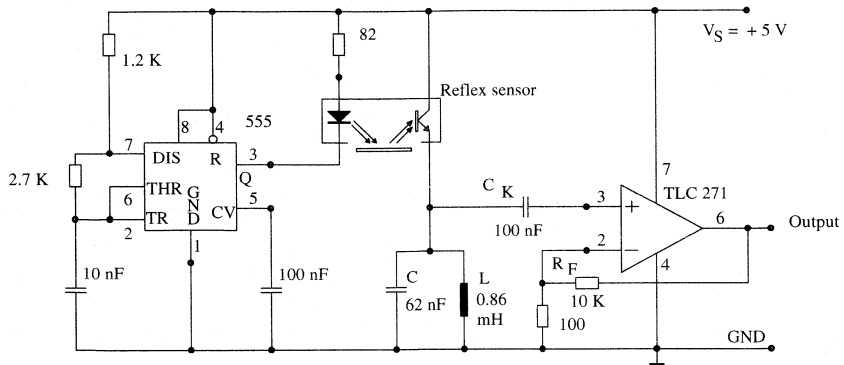 82
V_S = + 5 V
1.2 K
Reflex sensor
555
8
4
7
DIS
R
3
2.7 K
THR
G
N
D
Q
5
6
TR
CV
2
1
C_K
3
+
7
TLC 271
6
Output
100 nF
2
−
4
R_F
10 nF
100 nF
C
62 nF
L
0.86
mH
10 K
100
GND